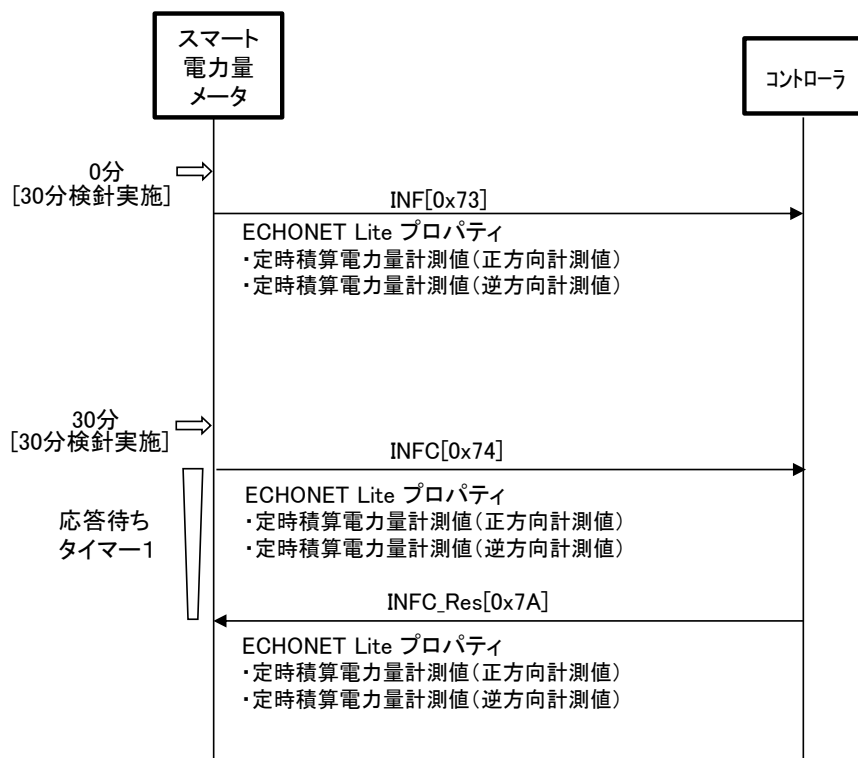 スマート
電力量
メータ
コントローラ
0分
[30分検針実施]
INF[0x73]
ECHONET Lite プロパティ
・定時積算電力量計測値(正方向計測値)
・定時積算電力量計測値(逆方向計測値)
30分
[30分検針実施]
INFC[0x74]
ECHONET Lite プロパティ
・定時積算電力量計測値(正方向計測値)
・定時積算電力量計測値(逆方向計測値)
応答待ち
タイマー1
INFC_Res[0x7A]
ECHONET Lite プロパティ
・定時積算電力量計測値(正方向計測値)
・定時積算電力量計測値(逆方向計測値)